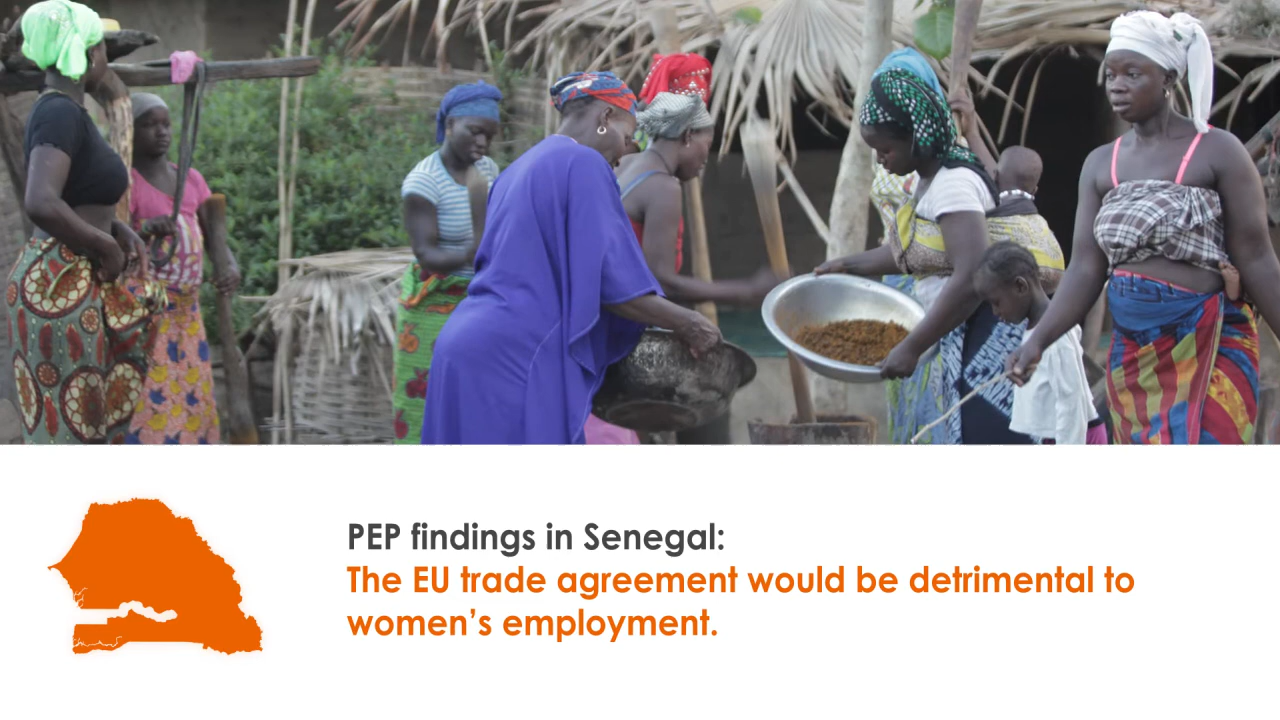 PEP findings in Senegal:
The EU trade agreement would be detrimental to
women’s employment.